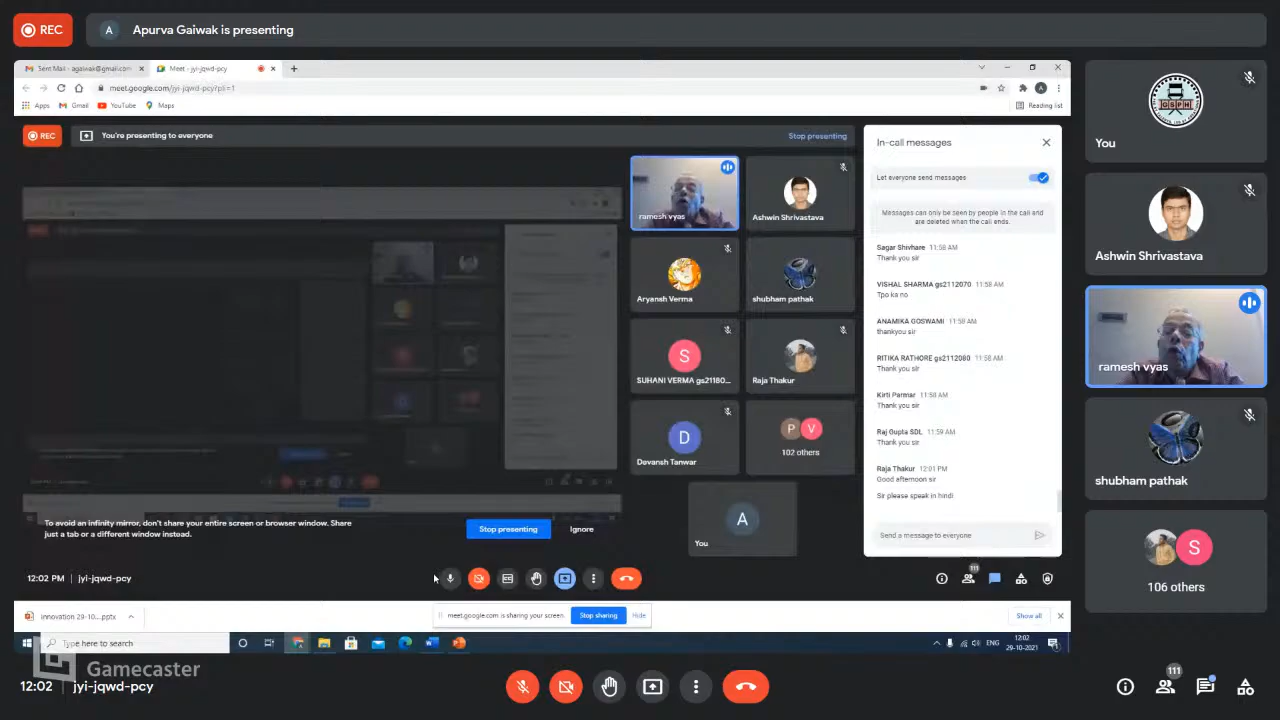 REC
A
Apurva Gaiwak is presenting
Sent Mail - agaiwak@gmail.com
Meet - jyi-jqwd-pcy
meet.google.com/jyi-jqwd-pcy?pli=1
A
Apps
Gmail
YouTube
Maps
Reading list
REC
You're presenting to everyone
Stop presenting
ramesh vyas
Ashwin Shrivastava
Aryansh Verma
shubham pathak
S
SUHANI VERMA gs21180...
Raja Thakur
D
Devansh Tanwar
P
V
102 others
A
You
In-call messages
Let everyone send messages
Messages can only be seen by people in the call and
are deleted when the call ends.
Sagar Shivhare 11:58 AM
Thank you sir
VISHAL SHARMA gs2112070 11:58 AM
Tpo ka no
ANAMIKA GOSWAMI 11:58 AM
thankyou sir
RITIKA RATHORE gs2112080 11:58 AM
Thank you sir
Kirti Parmar 11:58 AM
Thank you sir
Raj Gupta SDL 11:59 AM
Thank you sir
Raja Thakur 12:01 PM
Good afternoon sir
Sir please speak in hindi
Send a message to everyone
To avoid an infinity mirror, don't share your entire screen or browser window. Share
just a tab or a different window instead.
Stop presenting
Ignore
12:02 PM | jyi-jqwd-pcy
111
innovation 29-10....pptx
meet.google.com is sharing your screen.
Stop sharing
Hide
Show all
Type here to search
ENG
12:02
29-10-2021
GSPH
You
Ashwin Shrivastava
ramesh vyas
shubham pathak
S
106 others
Gamecaster
12:02 | jyi-jqwd-pcy
111